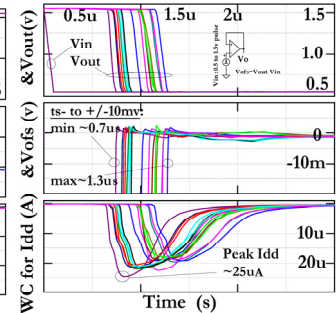 0.5u 1.5u 2u 1.5
&Vout(v)
Vin
Vout
Vin :0.5 to 1.5v pulse
Vo
Vofs=Vout-Vin
1.0
0.5
&Vofs (v)
ts- to +/-10mv:
min ~0.7us
max~1.3us
0
-10m
WC for Idd (A)
10u
20u
Peak Idd
~25uA
Time (s)